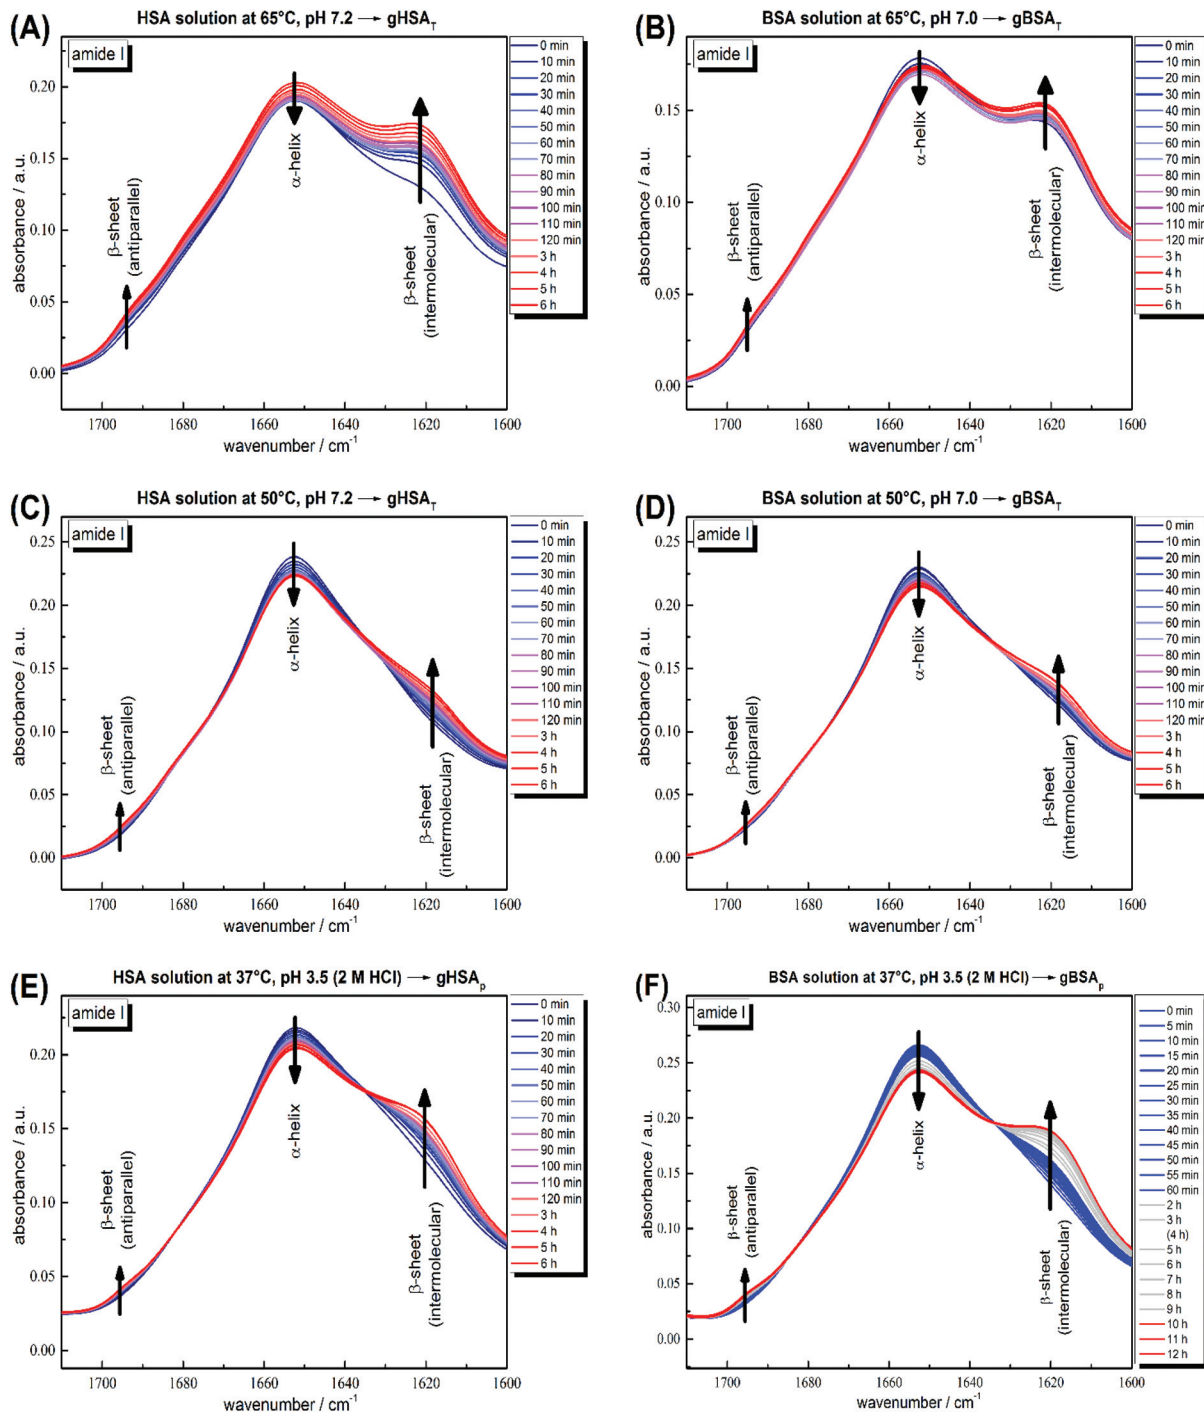 (A)
HSA solution at 65°C, pH 7.2 → gHSA_T
amide I
absorbance / a.u.
0.20
0.15
0.10
0.05
0.00
β-sheet
(antiparallel)
α-helix
β-sheet
(intermolecular)
1700 1680 1660 1640 1620 1600
wavenumber / cm⁻¹
0 min
10 min
20 min
30 min
40 min
50 min
60 min
70 min
80 min
90 min
100 min
110 min
120 min
3 h
4 h
5 h
6 h
(B)
BSA solution at 65°C, pH 7.0 → gBSA_T
amide I
absorbance / a.u.
0.15
0.10
0.05
0.00
β-sheet
(antiparallel)
α-helix
β-sheet
(intermolecular)
1700 1680 1660 1640 1620 1600
wavenumber / cm⁻¹
0 min
10 min
20 min
30 min
40 min
50 min
60 min
70 min
80 min
90 min
100 min
110 min
120 min
3 h
4 h
5 h
6 h
(C)
HSA solution at 50°C, pH 7.2 → gHSA_T
amide I
absorbance / a.u.
0.25
0.20
0.15
0.10
0.05
0.00
β-sheet
(antiparallel)
α-helix
β-sheet
(intermolecular)
1700 1680 1660 1640 1620 1600
wavenumber / cm⁻¹
0 min
10 min
20 min
30 min
40 min
50 min
60 min
70 min
80 min
90 min
100 min
110 min
120 min
3 h
4 h
5 h
6 h
(D)
BSA solution at 50°C, pH 7.0 → gBSA_T
amide I
absorbance / a.u.
0.25
0.20
0.15
0.10
0.05
0.00
β-sheet
(antiparallel)
α-helix
β-sheet
(intermolecular)
1700 1680 1660 1640 1620 1600
wavenumber / cm⁻¹
0 min
10 min
20 min
30 min
40 min
50 min
60 min
70 min
80 min
90 min
100 min
110 min
120 min
3 h
4 h
5 h
6 h
(E)
HSA solution at 37°C, pH 3.5 (2 M HCl) → gHSA_p
amide I
absorbance / a.u.
0.20
0.15
0.10
0.05
0.00
β-sheet
(antiparallel)
α-helix
β-sheet
(intermolecular)
1700 1680 1660 1640 1620 1600
wavenumber / cm⁻¹
0 min
10 min
20 min
30 min
40 min
50 min
60 min
70 min
80 min
90 min
100 min
110 min
120 min
3 h
4 h
5 h
6 h
(F)
BSA solution at 37°C, pH 3.5 (2 M HCl) → gBSA_p
amide I
absorbance / a.u.
0.30
0.25
0.20
0.15
0.10
0.05
0.00
β-sheet
(antiparallel)
α-helix
β-sheet
(intermolecular)
1700 1680 1660 1640 1620 1600
wavenumber / cm⁻¹
0 min
5 min
10 min
15 min
20 min
25 min
30 min
35 min
40 min
45 min
50 min
55 min
60 min
2 h
3 h
(4 h)
5 h
6 h
7 h
8 h
9 h
10 h
11 h
12 h